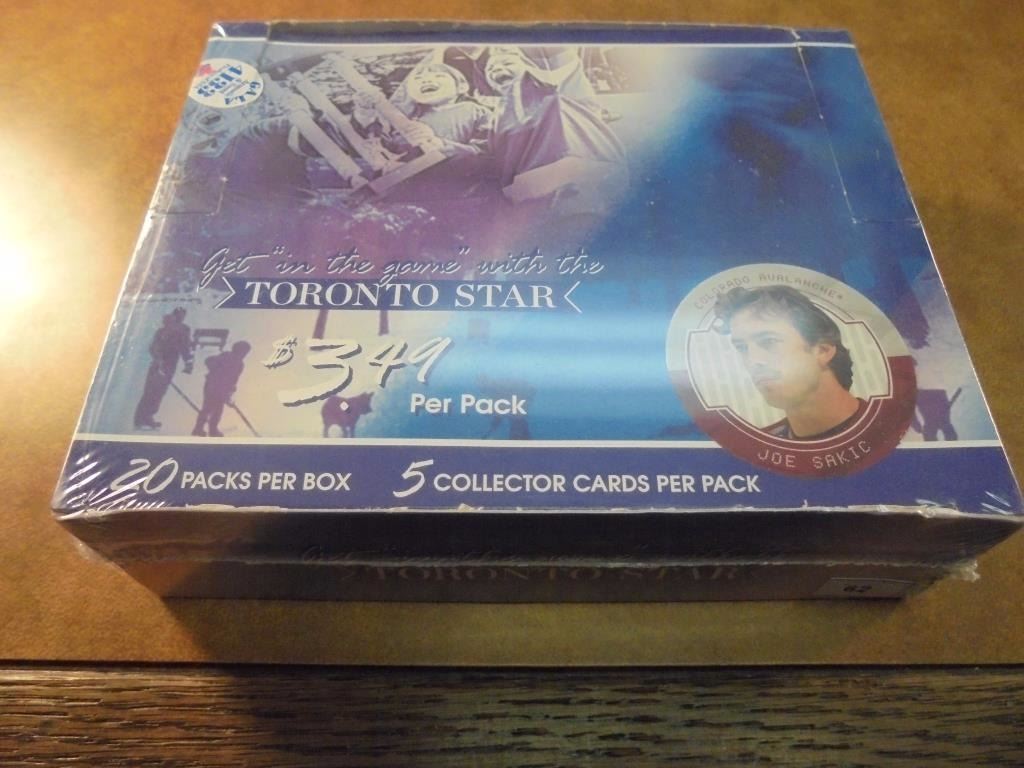 Get "in the game" with the
TORONTO STAR
$3.49
Per Pack
COLORADO AVALANCHE
JOE SAKIC
20 PACKS PER BOX 5 COLLECTOR CARDS PER PACK
TORONTO STAR
62